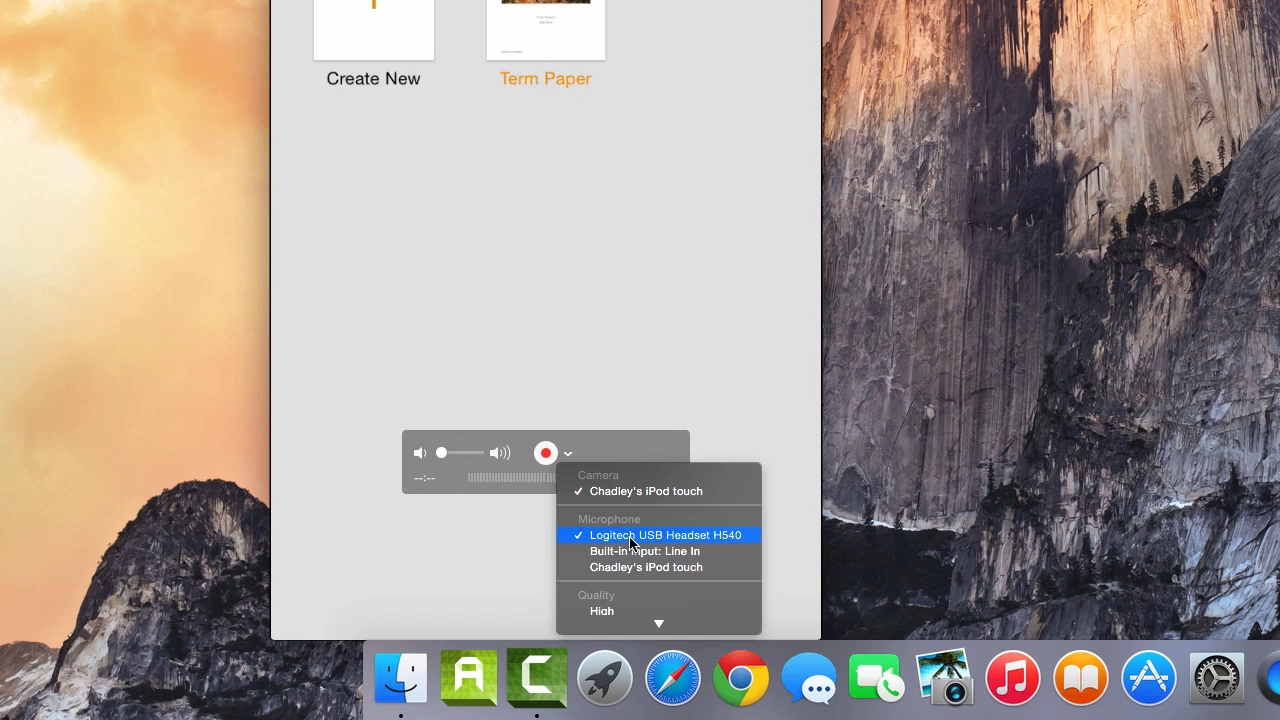 Create New
Term Paper
--:--
Camera
✓ Chadley's iPod touch
Microphone
✓ Logitech USB Headset H540
Built-in Input: Line In
Chadley's iPod touch
Quality
High